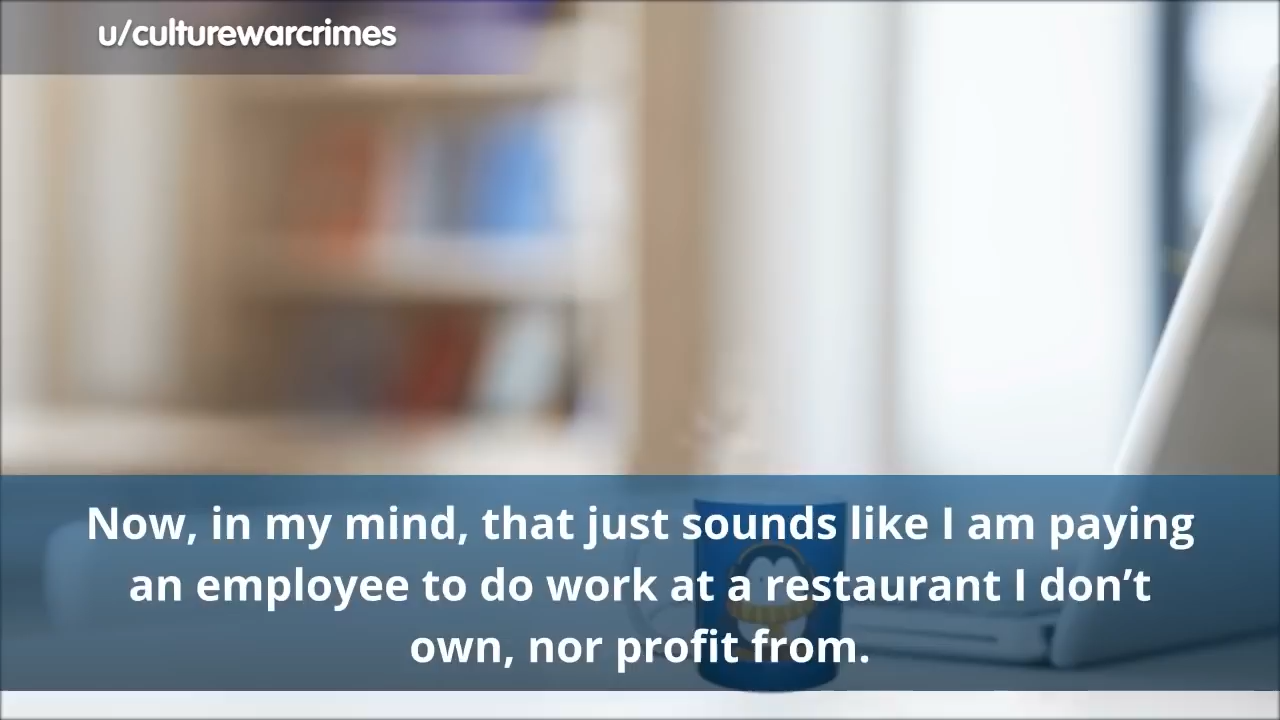 u/culturewarcrimes
Now, in my mind, that just sounds like I am paying
an employee to do work at a restaurant I don’t
own, nor profit from.